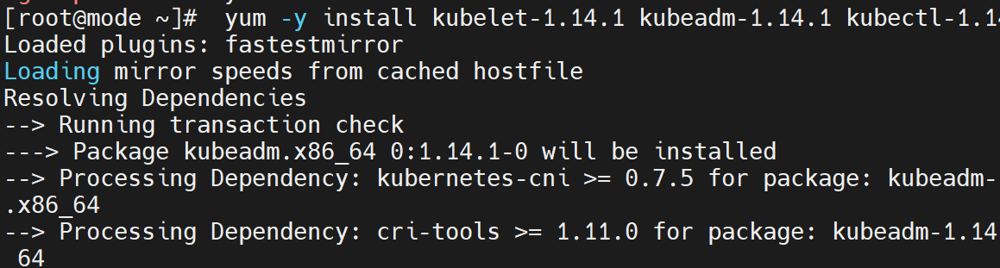 [root@mode ~]#  yum -y install kubelet-1.14.1 kubeadm-1.14.1 kubectl-1.1
Loaded plugins: fastestmirror
Loading mirror speeds from cached hostfile
Resolving Dependencies
--> Running transaction check
---> Package kubeadm.x86_64 0:1.14.1-0 will be installed
--> Processing Dependency: kubernetes-cni >= 0.7.5 for package: kubeadm-
.x86_64
--> Processing Dependency: cri-tools >= 1.11.0 for package: kubeadm-1.14
_64